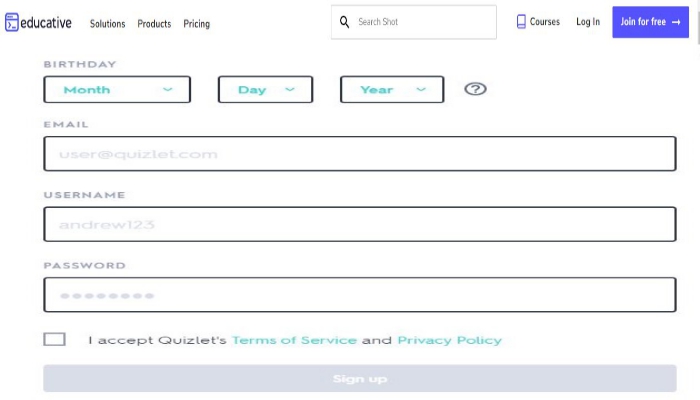 educative Solutions Products Pricing Search Shot Courses Log In Join for free →
BIRTHDAY
Month Day Year ?
EMAIL
user@quizlet.com
USERNAME
andrew123
PASSWORD
I accept Quizlet's Terms of Service and Privacy Policy
Sign up